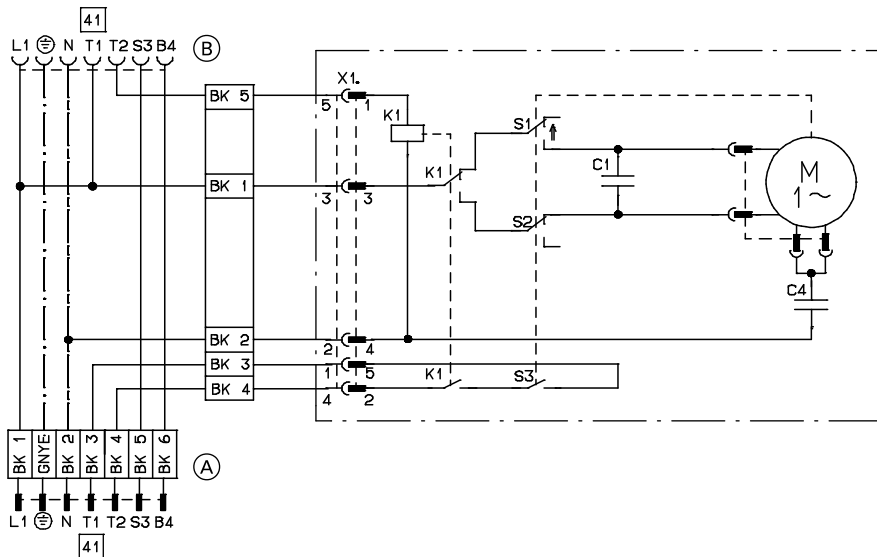 41
L1 N T1 T2 S3 B4 B
BK 5
X1.
5 1
K1
S1
BK 1
3 3
K1
C1
M
1~
S2
C4
BK 2
2 4
BK 3
1 5
BK 4
4 2
K1
S3
BK 1
GNYE
BK 2
BK 3
BK 4
BK 5
BK 6
A
L1 N T1 T2 S3 B4
41